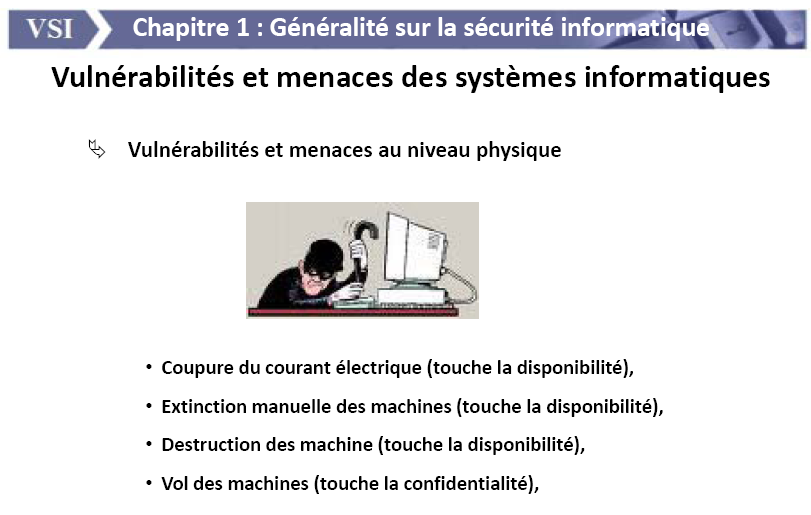 VSI
Chapitre 1 : Généralité sur la sécurité informatique
Vulnérabilités et menaces des systèmes informatiques
Vulnérabilités et menaces au niveau physique
• Coupure du courant électrique (touche la disponibilité),
• Extinction manuelle des machines (touche la disponibilité),
• Destruction des machine (touche la disponibilité),
• Vol des machines (touche la confidentialité),